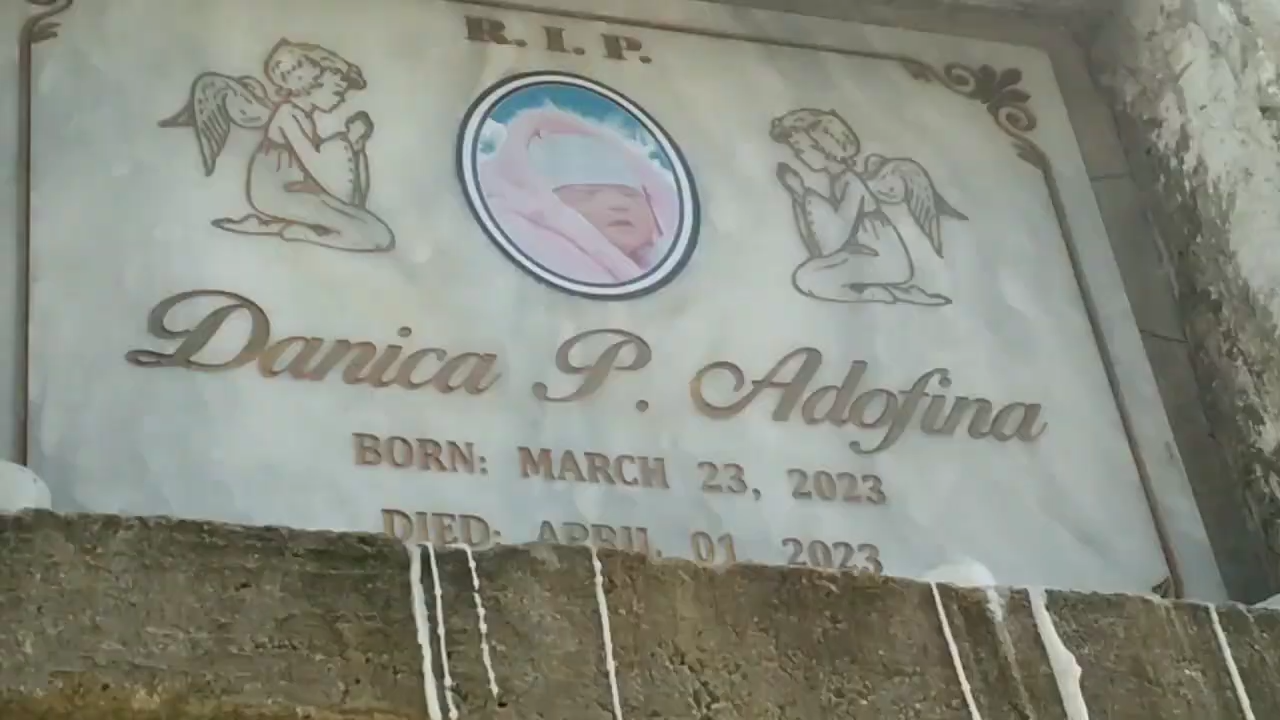 R.I.P.
Danica P. Adofina
BORN: MARCH 23, 2023
DIED: APRIL 01, 2023